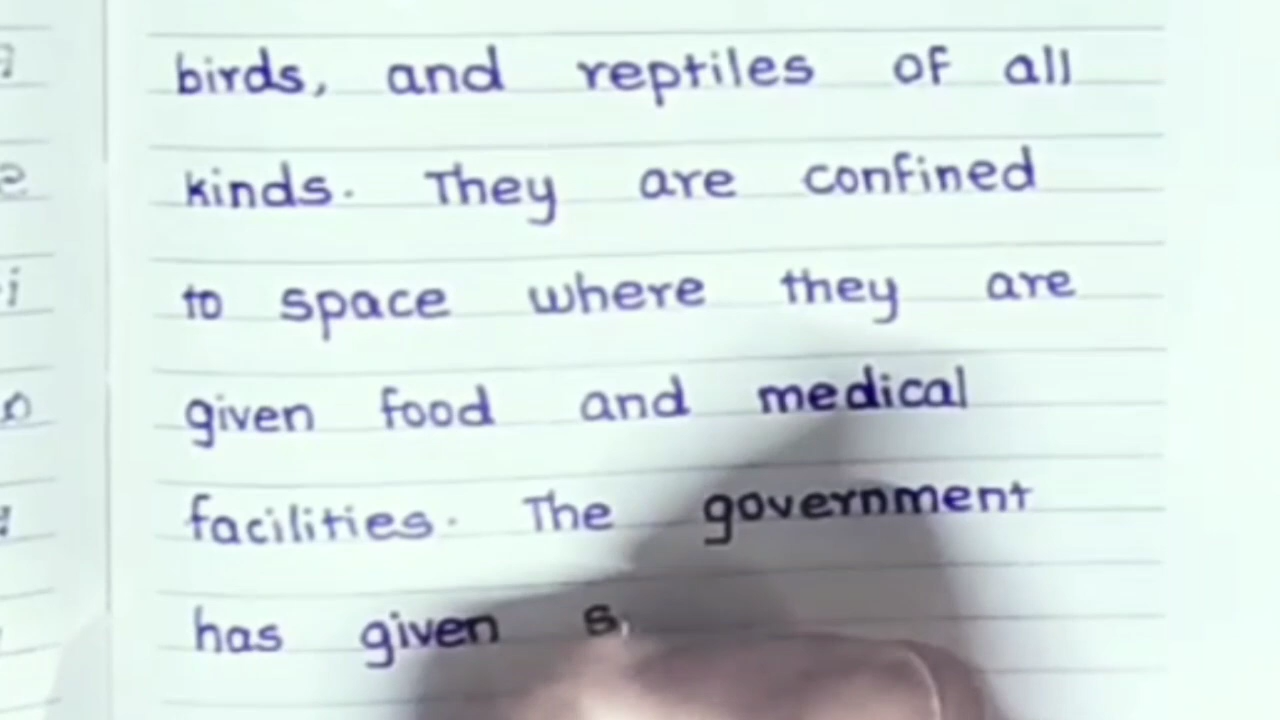 birds, and reptiles of all
kinds. They are confined
to space where they are
given food and medical
facilities. The government
has given s